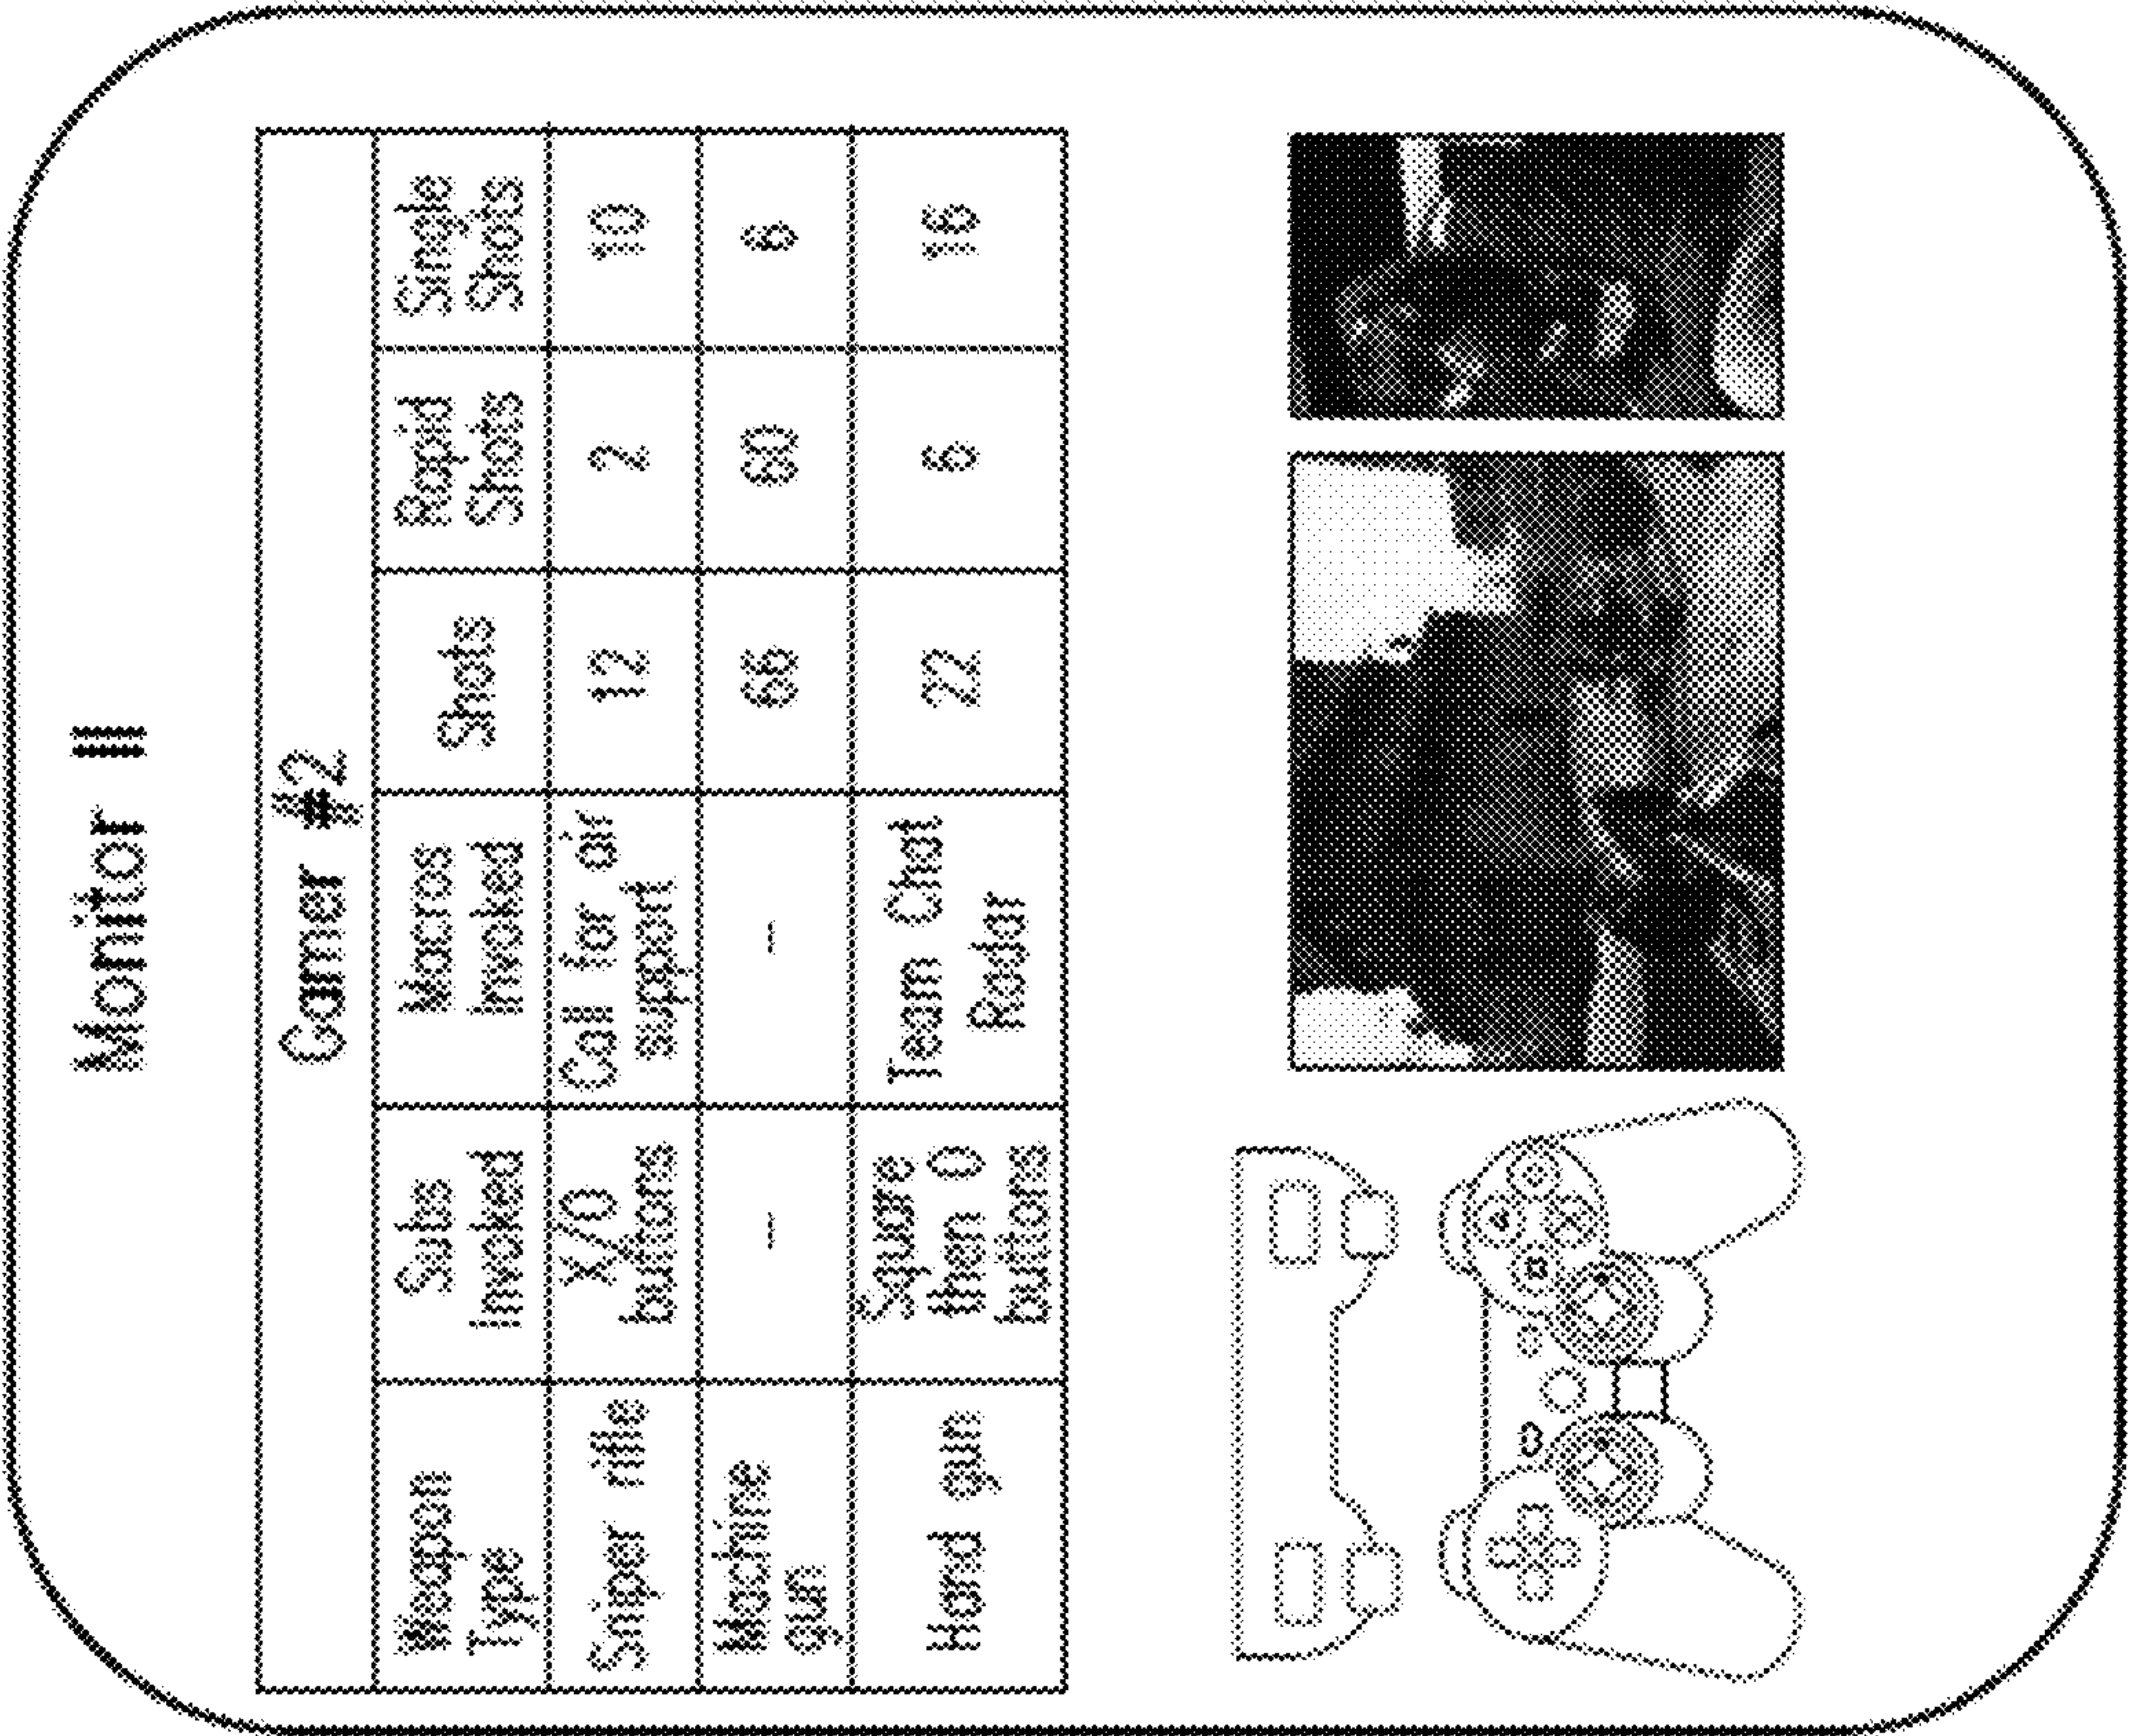 Monitor II
Gamer #2
Weapon Type
Subs Invoked
Macros Invoked
Shots
Rapid Shots
Single Shots
Sniper rifle
X/O buttons
Call for air support
12
2
10
Machine gun
-
-
66
60
6
Hand gun
Square then O buttons
Team Chat Radar
22
6
16